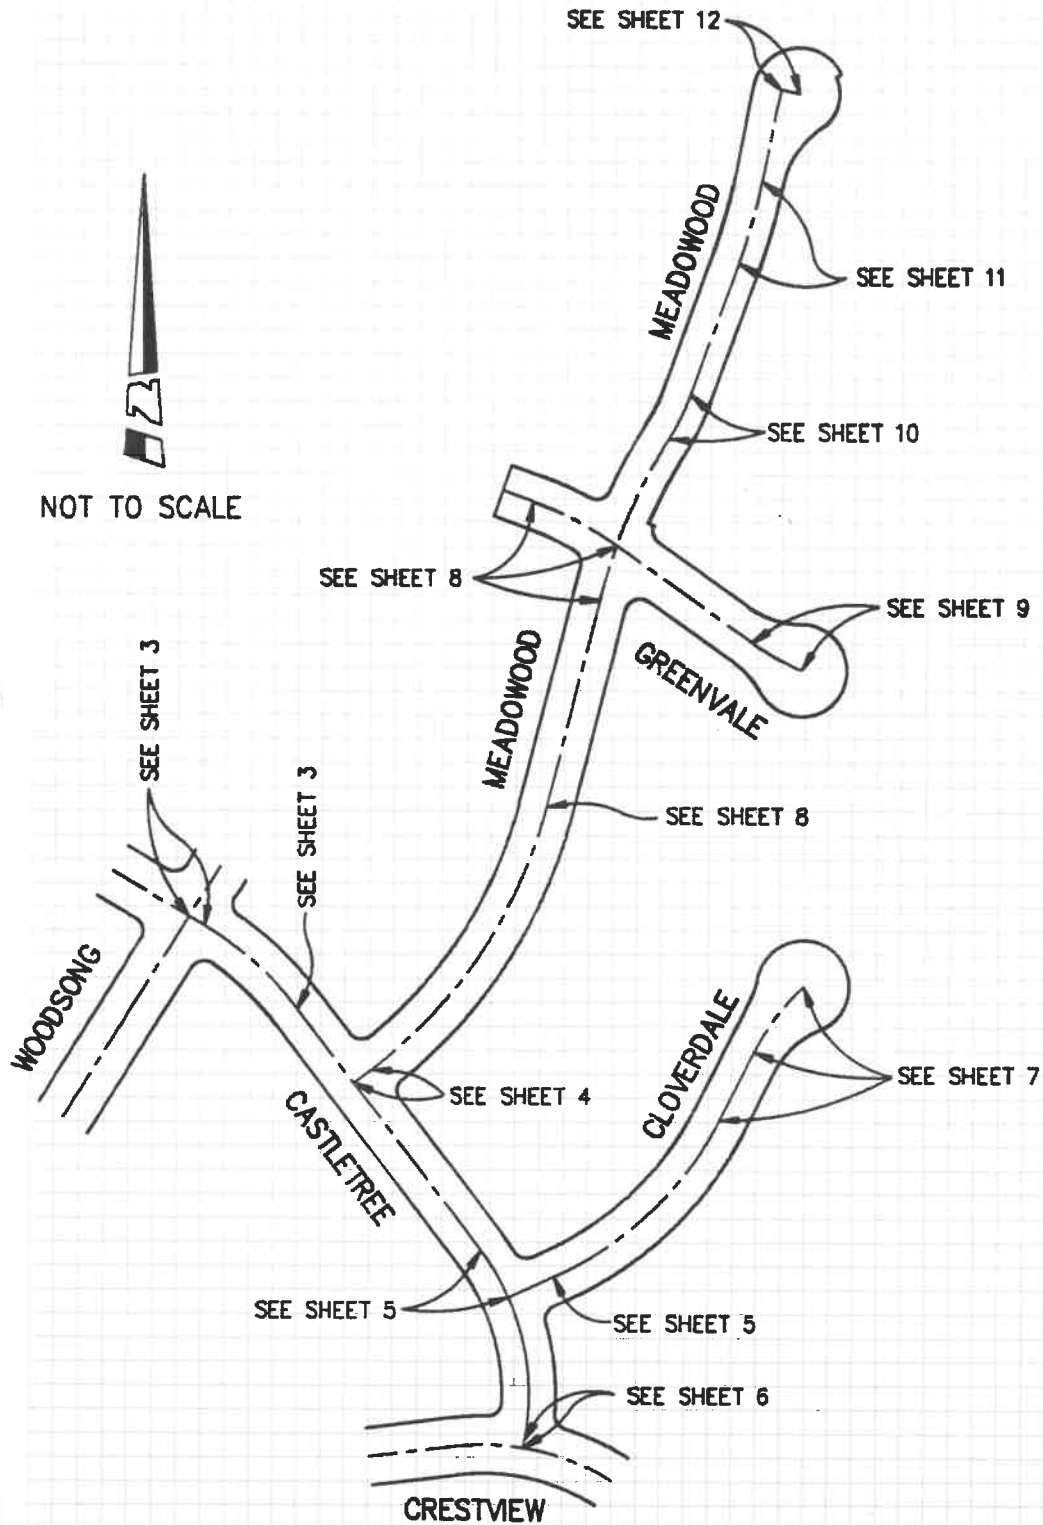 SEE SHEET 12
MEADOWOOD
SEE SHEET 11
SEE SHEET 10
N
NOT TO SCALE
SEE SHEET 8
SEE SHEET 9
SEE SHEET 3
MEADOWOOD
GREENVALE
SEE SHEET 3
SEE SHEET 8
WOODSONG
CLOVERDALE
SEE SHEET 7
SEE SHEET 4
CASTLETREE
SEE SHEET 5
SEE SHEET 5
SEE SHEET 6
CRESTVIEW